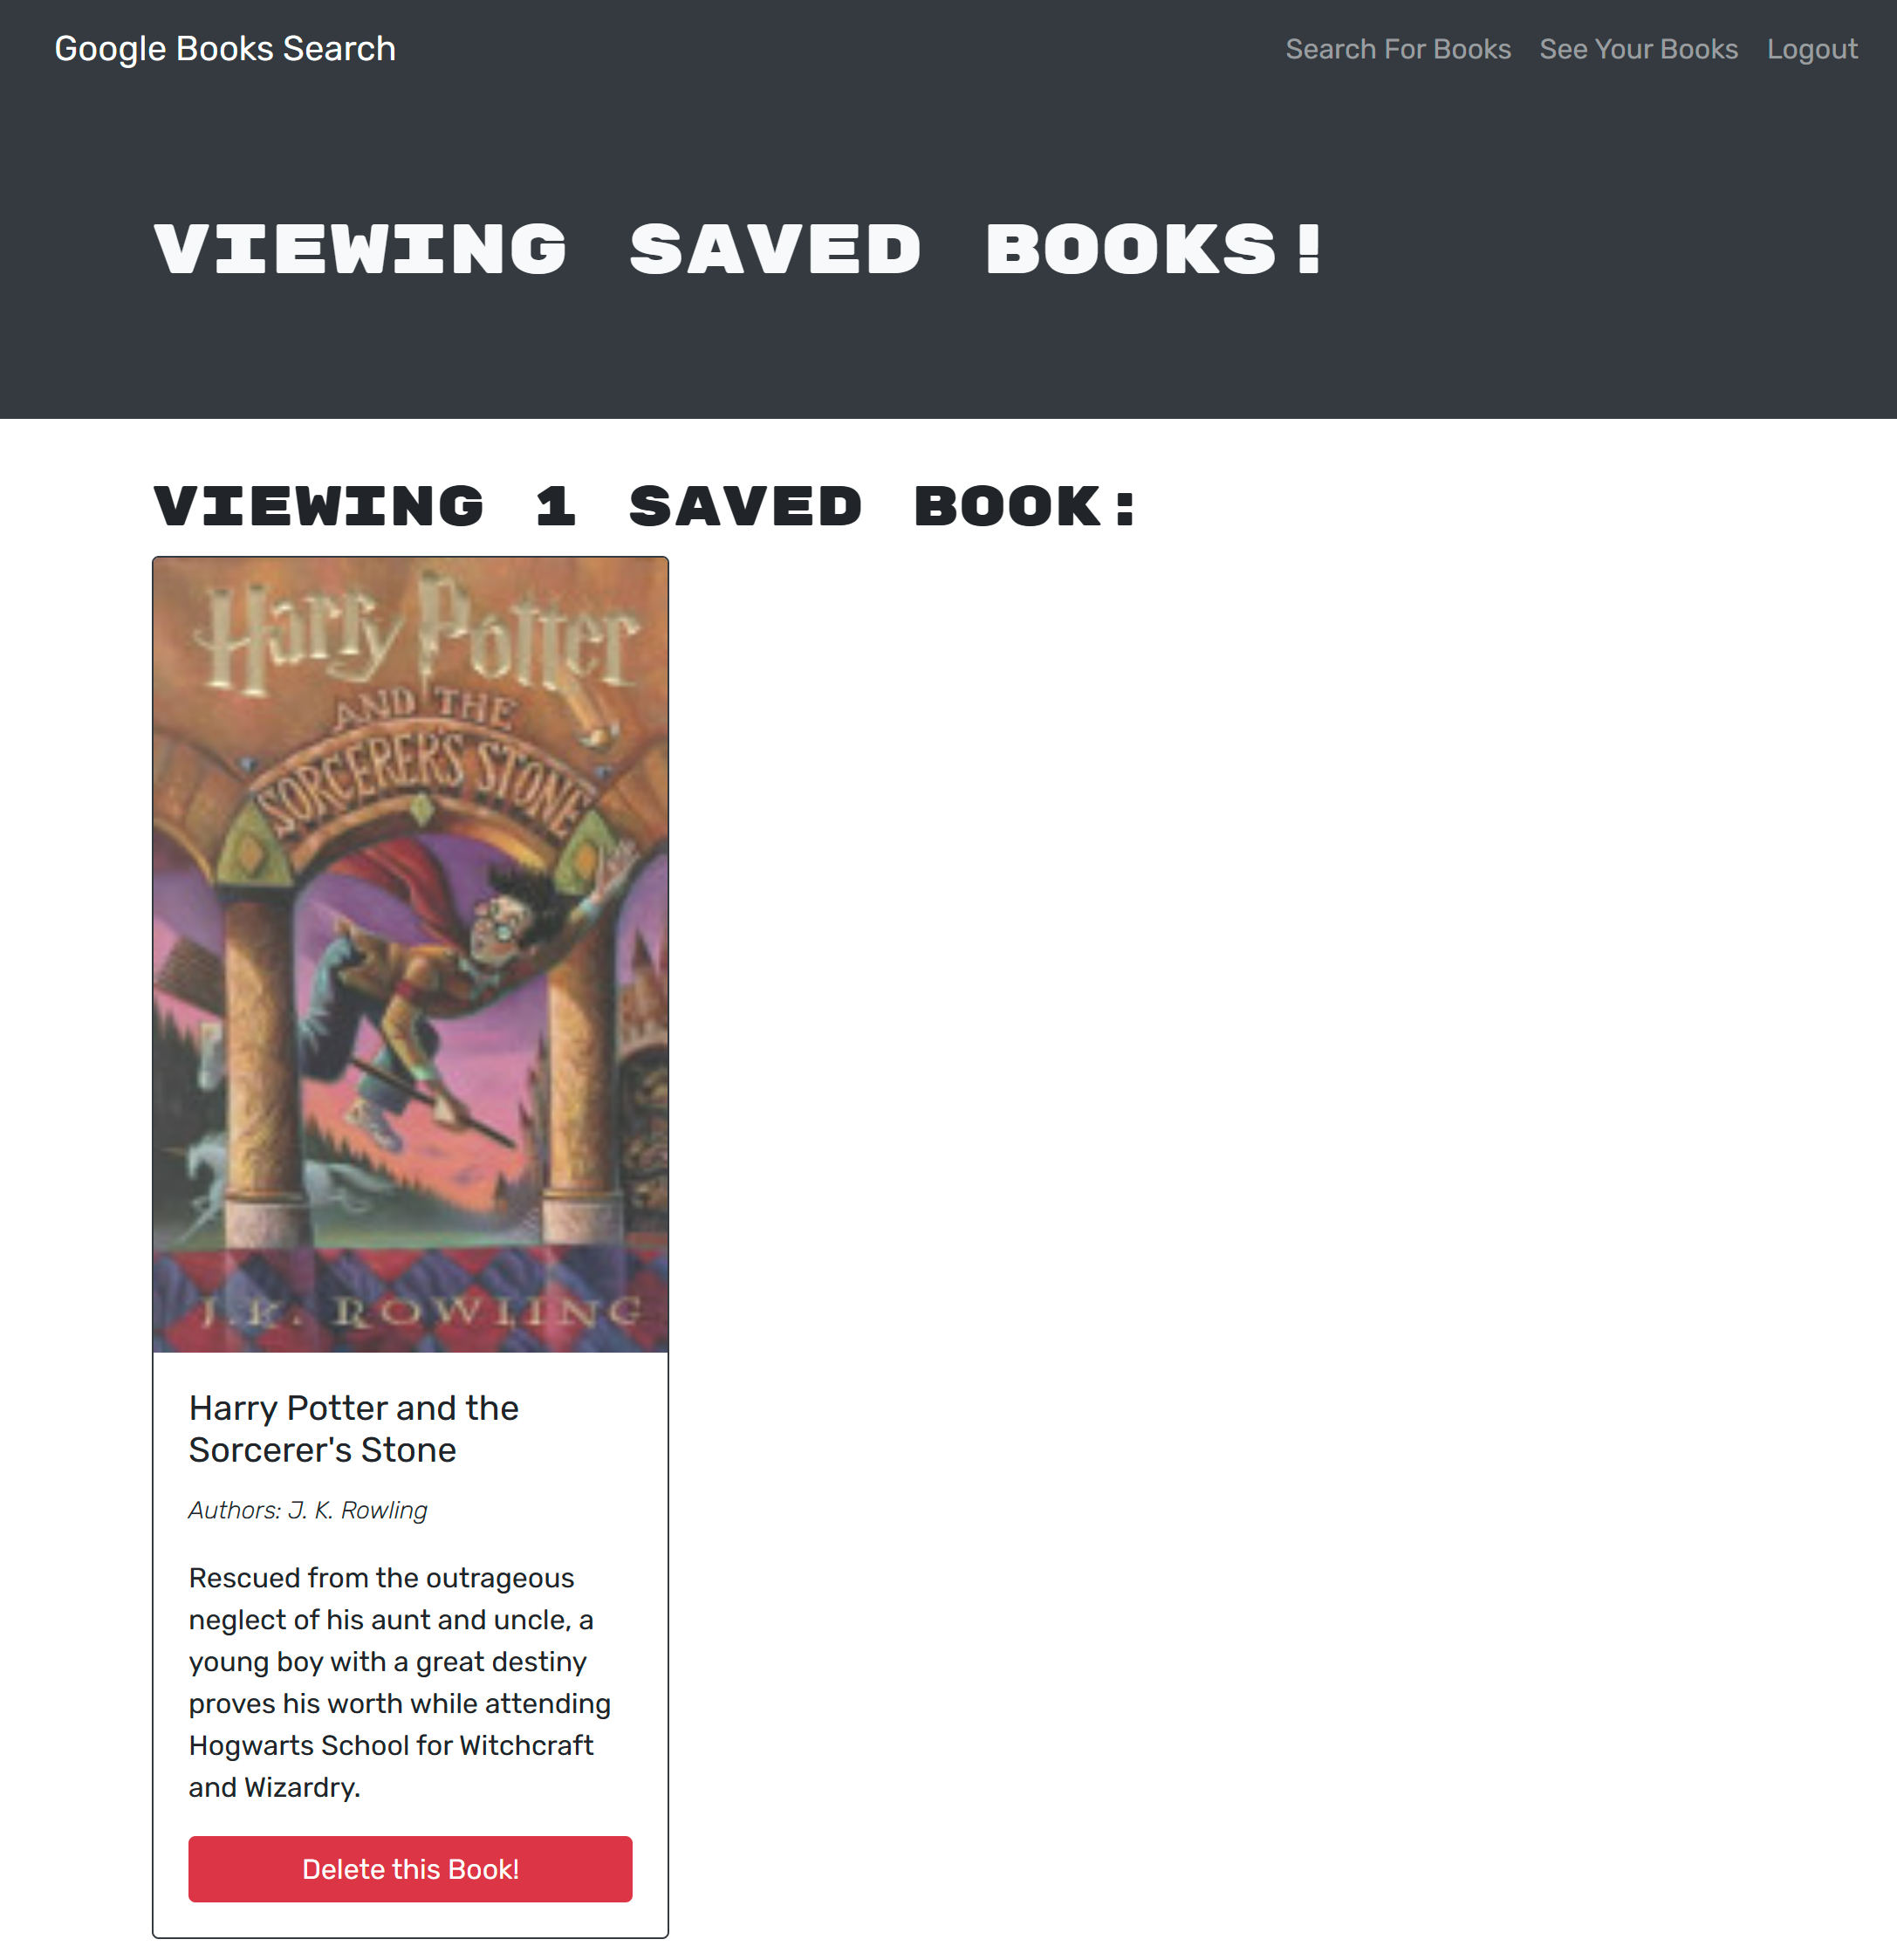 Google Books Search
Search For Books See Your Books Logout
VIEWING SAVED BOOKS!
VIEWING 1 SAVED BOOK:
Harry Potter
AND THE
SORCERER'S STONE
J.K. ROWLING
Harry Potter and the
Sorcerer's Stone
Authors: J. K. Rowling
Rescued from the outrageous
neglect of his aunt and uncle, a
young boy with a great destiny
proves his worth while attending
Hogwarts School for Witchcraft
and Wizardry.
Delete this Book!